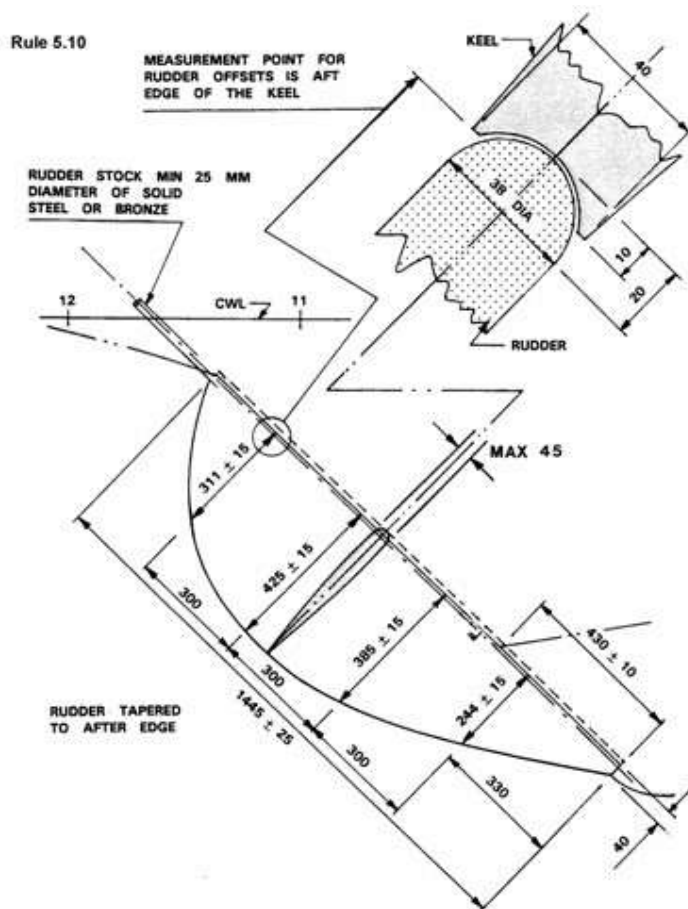 Rule 5.10
MEASUREMENT POINT FOR
RUDDER OFFSETS IS AFT
EDGE OF THE KEEL
KEEL
40
RUDDER STOCK MIN 25 MM
DIAMETER OF SOLID
STEEL OR BRONZE
38 DIA
10
20
12
CWL
11
RUDDER
MAX 45
311 ± 15
425 ± 15
300
385 ± 15
430 ± 10
300
244 ± 15
RUDDER TAPERED
TO AFTER EDGE
1445 ± 25
300
330
40